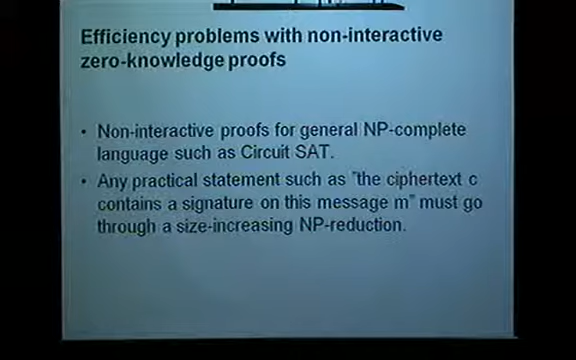 Efficiency problems with non-interactive
zero-knowledge proofs
• Non-interactive proofs for general NP-complete
language such as Circuit SAT.
• Any practical statement such as "the ciphertext c
contains a signature on this message m" must go
through a size-increasing NP-reduction.